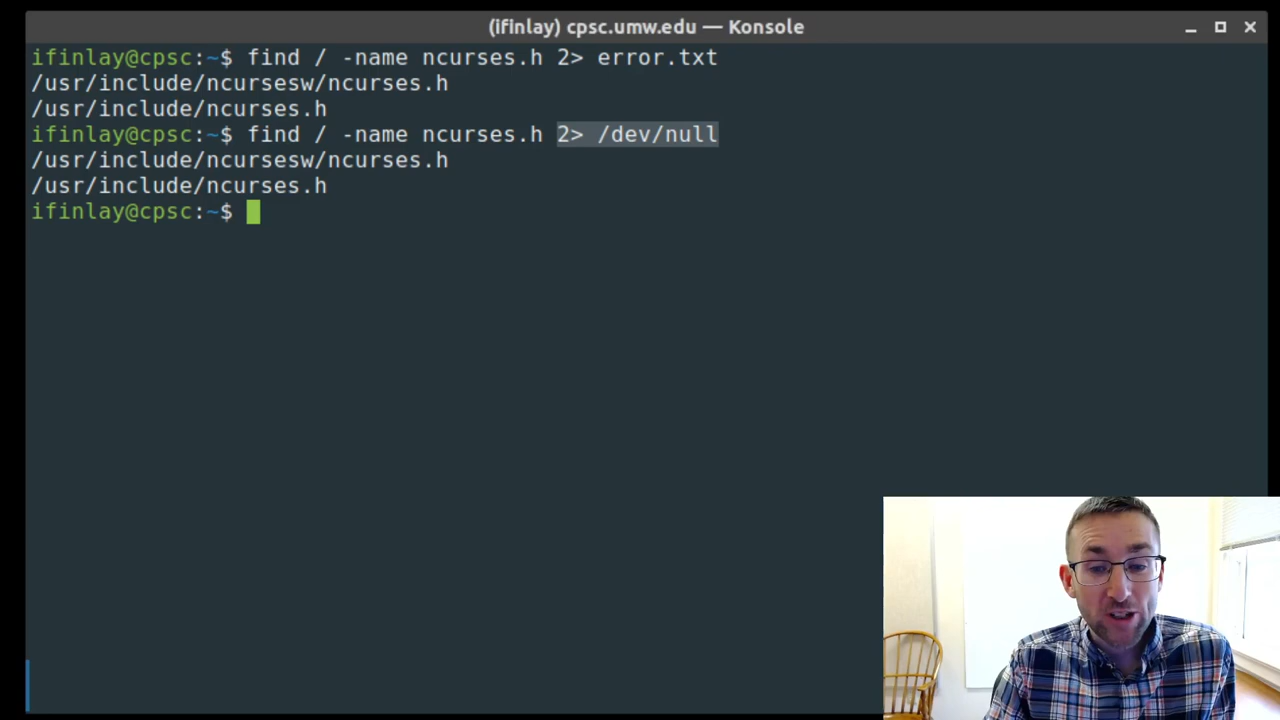 (ifinlay) cpsc.umw.edu — Konsole
ifinlay@cpsc:~$ find / -name ncurses.h 2> error.txt
/usr/include/ncursesw/ncurses.h
/usr/include/ncurses.h
ifinlay@cpsc:~$ find / -name ncurses.h 2> /dev/null
/usr/include/ncursesw/ncurses.h
/usr/include/ncurses.h
ifinlay@cpsc:~$